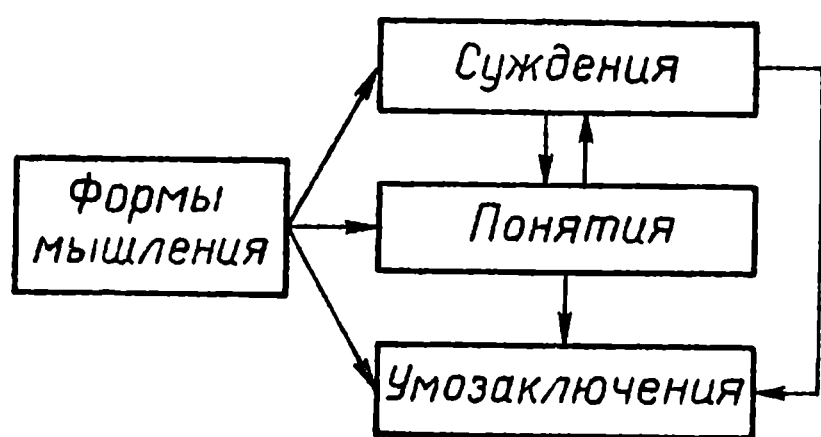 Суждения
Формы
мышления
Понятия
Умозаключения